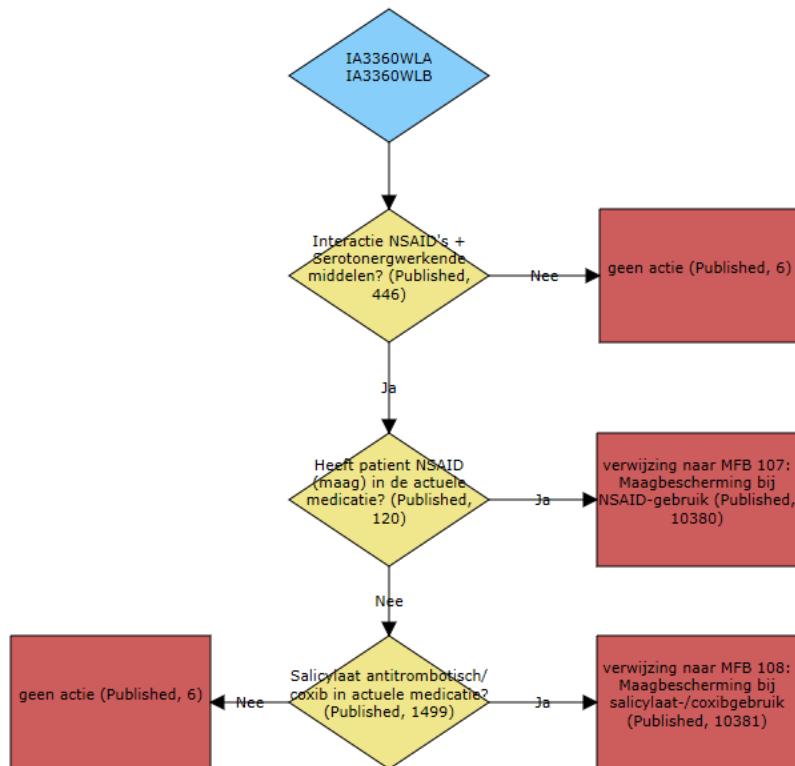 IA3360WLA
IA3360WLB
Interactie NSAID's +
Serotonergwerkende
middelen? (Published,
446)
Nee
geen actie (Published, 6)
Ja
Heeft patient NSAID
(maag) in de actuele
medicatie? (Published,
120)
Ja
verwijzing naar MFB 107:
Maagbescherming bij
NSAID-gebruik (Published,
10380)
Nee
geen actie (Published, 6)
Nee
Salicylaat antitrombotisch/
coxib in actuele medicatie?
(Published, 1499)
Ja
verwijzing naar MFB 108:
Maagbescherming bij
salicylaat-/coxibgebruik
(Published, 10381)